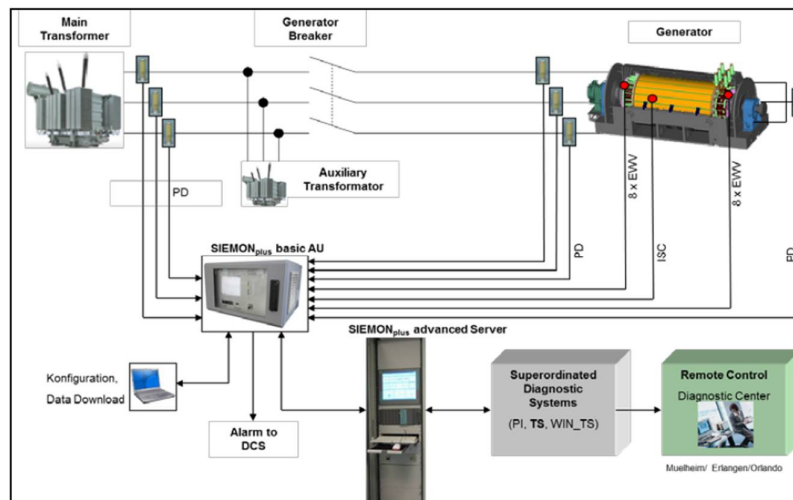 Main
Transformer
Generator
Breaker
Generator
Auxiliary
Transformator
PD
8 x EWV
ISC
8 x EWV
PD
PD
SIEMONplus basic AU
SIEMONplus advanced Server
Konfiguration,
Data Download
Alarm to
DCS
Superordinated
Diagnostic
Systems
(PI, TS, WIN_TS)
Remote Control
Diagnostic Center
Muelheim/ Erlangen/Orlando